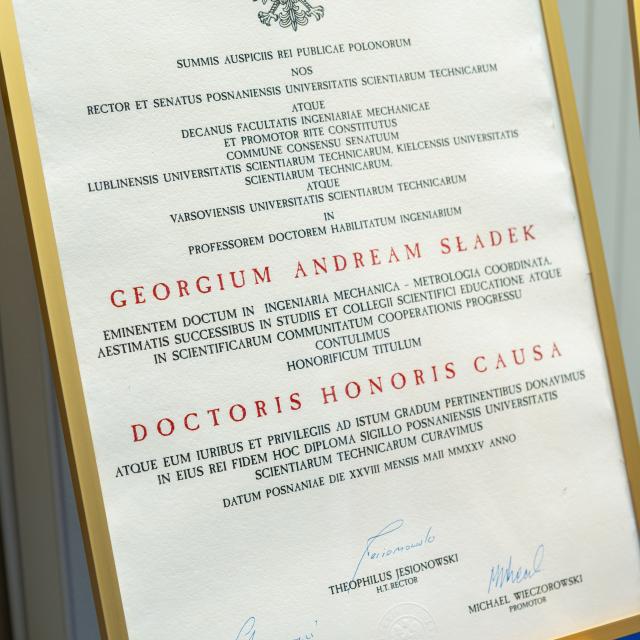 SUMMIS AUSPICIIS REI PUBLICAE POLONORUM
NOS
RECTOR ET SENATUS POSNANIENSIS UNIVERSITATIS SCIENTIARUM TECHNICARUM
ATQUE
DECANUS FACULTATIS INGENIARIAE MECHANICAE
ET PROMOTOR RITE CONSTITUTUS
COMMUNE CONSENSU SENATUUM
LUBLINENSIS UNIVERSITATIS SCIENTIARUM TECHNICARUM, KIELCENSIS UNIVERSITATIS
SCIENTIARUM TECHNICARUM,
ATQUE
VARSOVIENSIS UNIVERSITATIS SCIENTIARUM TECHNICARUM
IN
PROFESSOREM DOCTOREM HABILITATUM INGENIARIUM
GEORGIUM ANDREAM SŁADEK
EMINENTEM DOCTUM IN INGENIARIA MECHANICA - METROLOGIA COORDINATA,
AESTIMATIS SUCCESSIBUS IN STUDIIS ET COLLEGII SCIENTIFICI EDUCATIONE ATQUE
IN SCIENTIFICARUM COMMUNITATUM COOPERATIONIS PROGRESSU
CONTULIMUS
HONORIFICUM TITULUM
DOCTORIS HONORIS CAUSA
ATQUE EUM IURIBUS ET PRIVILEGIIS AD ISTUM GRADUM PERTINENTIBUS DONAVIMUS
IN EIUS REI FIDEM HOC DIPLOMA SIGILLO POSNANIENSIS UNIVERSITATIS
SCIENTIARUM TECHNICARUM CURAVIMUS
DATUM POSNANIAE DIE XXVIII MENSIS MAII MMXXV ANNO
THEOPHILUS JESIONOWSKI
H.T. RECTOR
MICHAEL WIECZOROWSKI
PROMOTOR